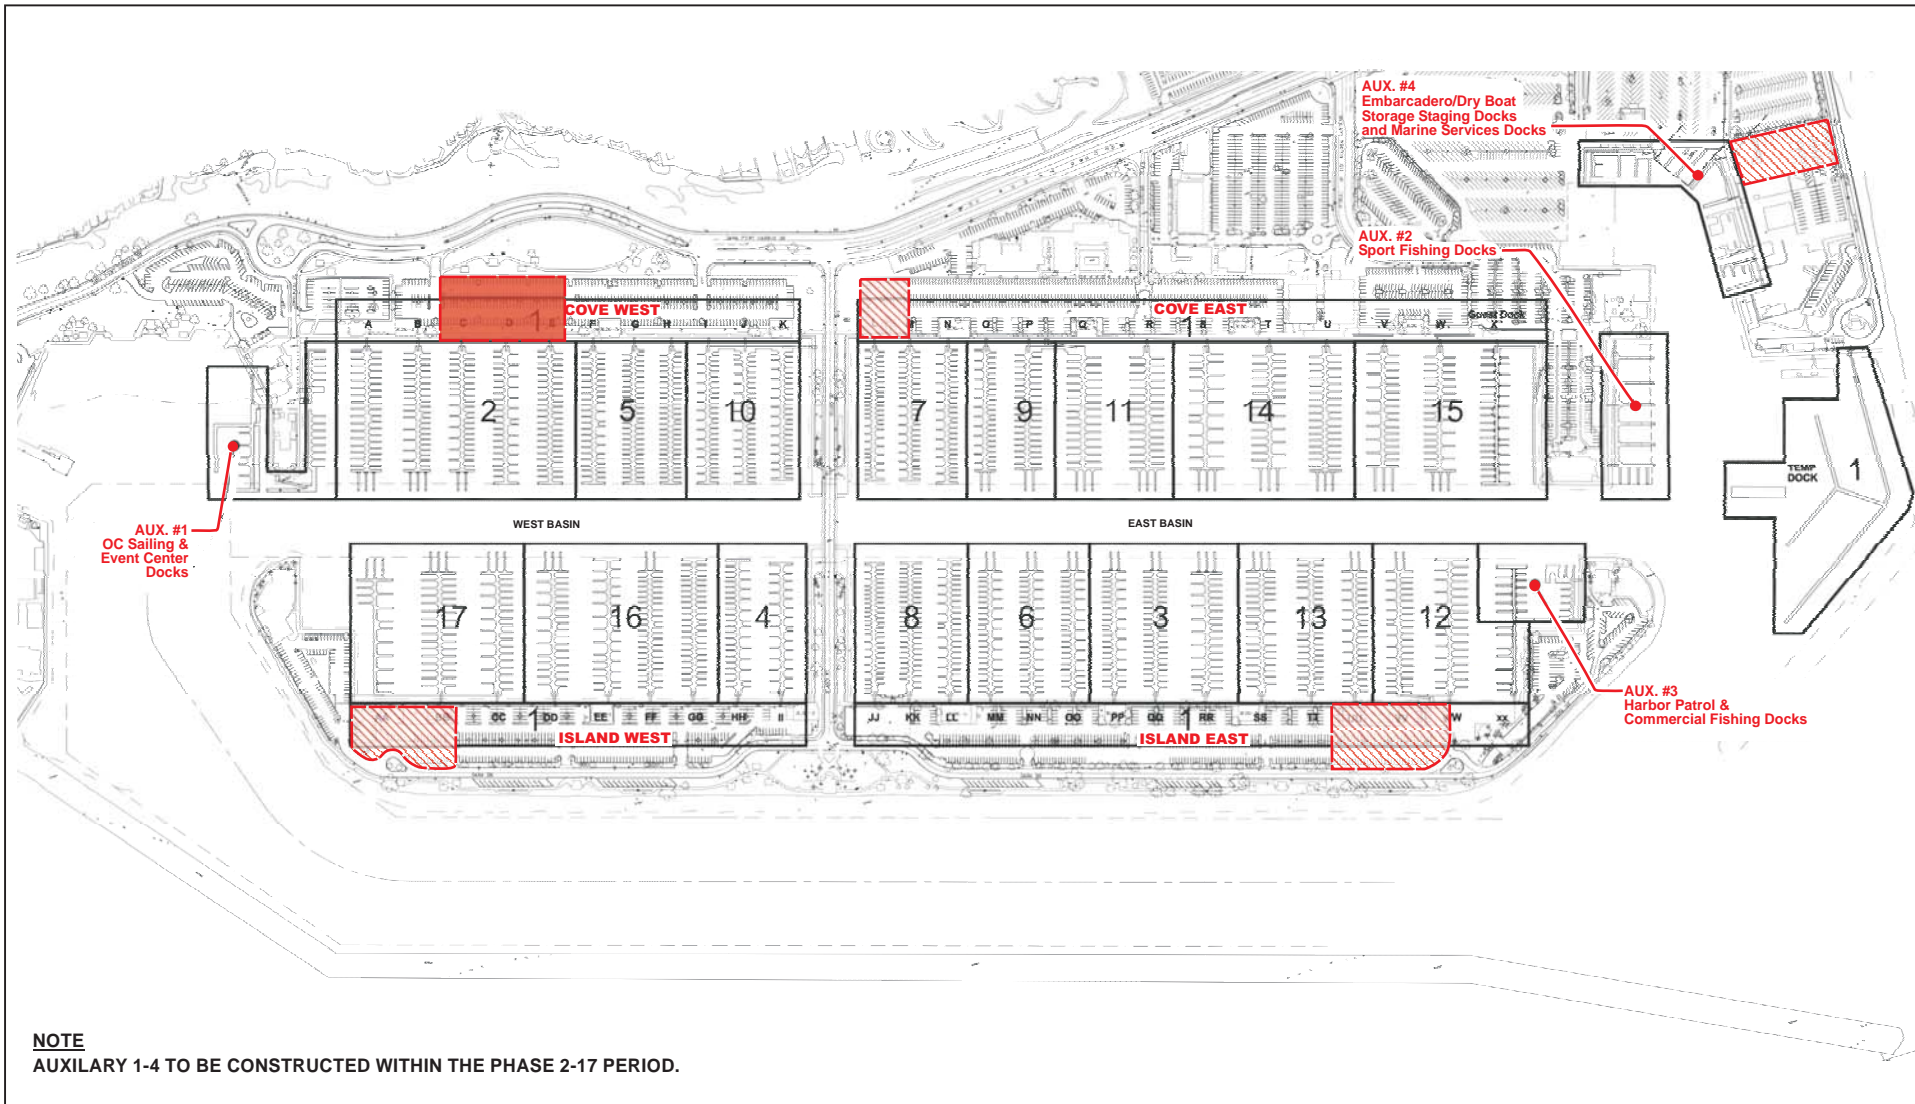 AUX. #4
Embarcadero/Dry Boat
Storage Staging Docks
and Marine Services Docks
AUX. #2
Sport Fishing Docks
COVE WEST
1
A B C D E F G H I J K
COVE EAST
1
N O P Q R S T U V W X
Guest Dock
2 5 10 7 9 11 14 15
TEMP
DOCK
1
WEST BASIN
EAST BASIN
AUX. #1
OC Sailing &
Event Center
Docks
17 16 4 8 6 3 13 12
AUX. #3
Harbor Patrol &
Commercial Fishing Docks
CC 1 DD EE FF GG HH II
ISLAND WEST
JJ KK LL MM NN OO PP QQ 1 RR SS TT W XX
ISLAND EAST
NOTE
AUXILARY 1-4 TO BE CONSTRUCTED WITHIN THE PHASE 2-17 PERIOD.